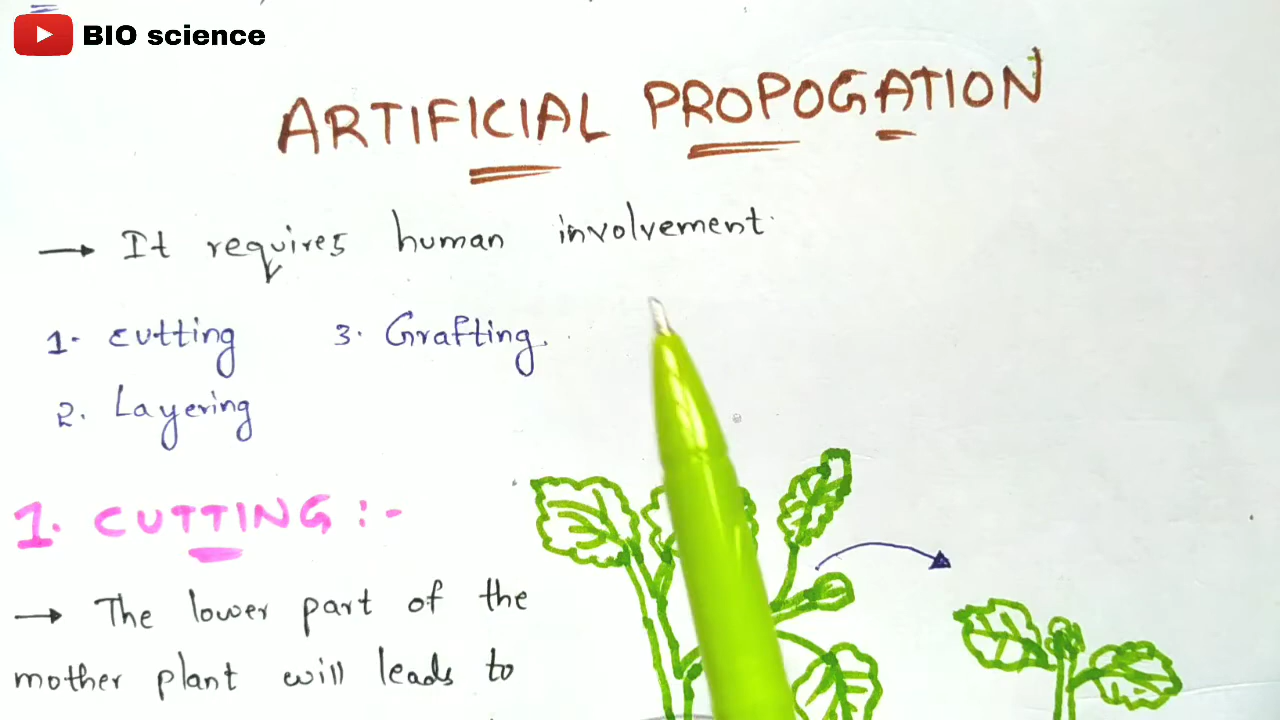 BIO science
ARTIFICIAL PROPOGATION
→ It requires human involvement.
1. cutting 3. Grafting.
2. Layering
1. CUTTING :-
→ The lower part of the
mother plant will leads to